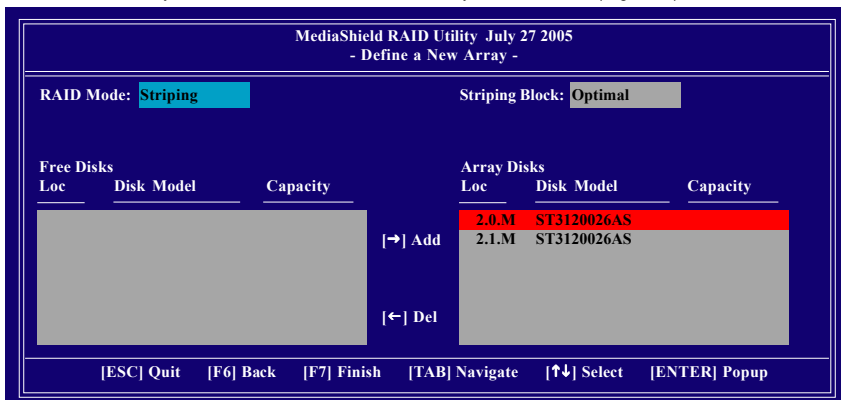 MediaShield RAID Utility July 27 2005
- Define a New Array -
RAID Mode: Striping
Striping Block: Optimal
Free Disks
Loc Disk Model Capacity
Array Disks
Loc Disk Model Capacity
2.0.M ST3120026AS
2.1.M ST3120026AS
[→] Add
[←] Del
[ESC] Quit [F6] Back [F7] Finish [TAB] Navigate [↑↓] Select [ENTER] Popup